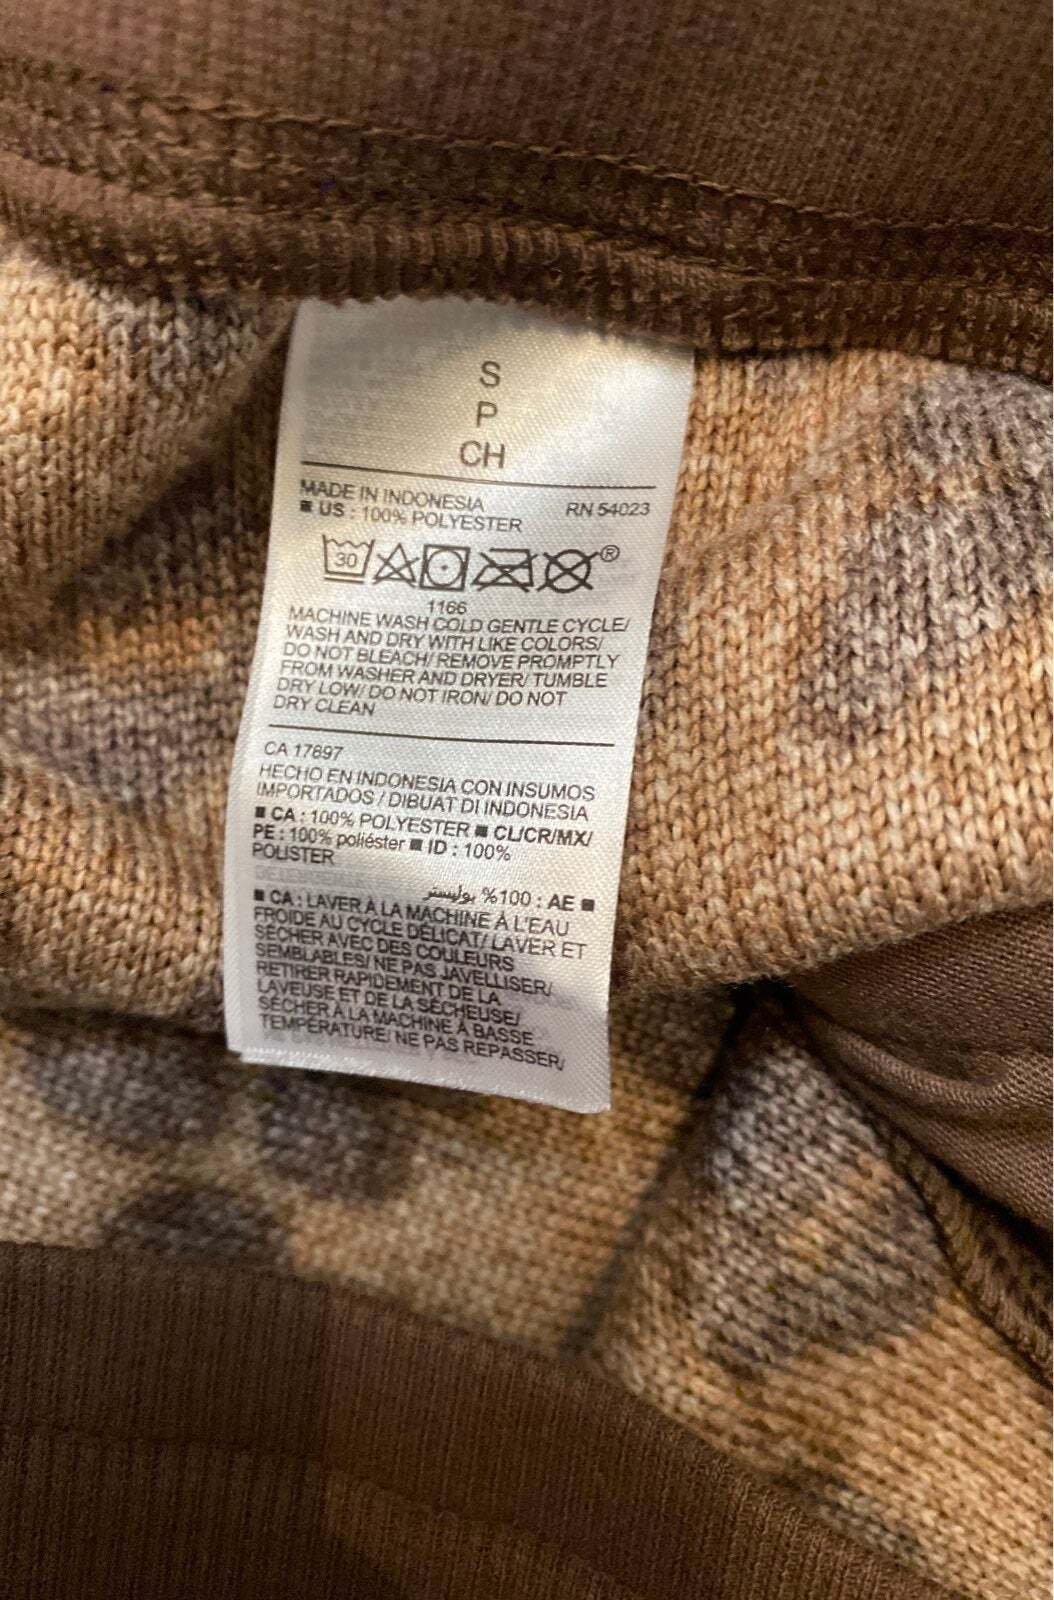 S
P
CH
MADE IN INDONESIA RN 54023
■ US : 100% POLYESTER
30 ®
1166
MACHINE WASH COLD GENTLE CYCLE/
WASH AND DRY WITH LIKE COLORS/
DO NOT BLEACH/ REMOVE PROMPTLY
FROM WASHER AND DRYER/ TUMBLE
DRY LOW/ DO NOT IRON/ DO NOT
DRY CLEAN
CA 17897
HECHO EN INDONESIA CON INSUMOS
IMPORTADOS / DIBUAT DI INDONESIA
■ CA : 100% POLYESTER ■ CL/CR/MX/
PE : 100% poliéster ■ ID : 100%
POLISTER
■ AE : 100% بوليستر
■ CA : LAVER À LA MACHINE À L'EAU
FROIDE AU CYCLE DÉLICAT/ LAVER ET
SÉCHER AVEC DES COULEURS
SEMBLABLES/ NE PAS JAVELLISER/
RETIRER RAPIDEMENT DE LA
LAVEUSE ET DE LA SÉCHEUSE/
SÉCHER À LA MACHINE À BASSE
TEMPÉRATURE/ NE PAS REPASSER/